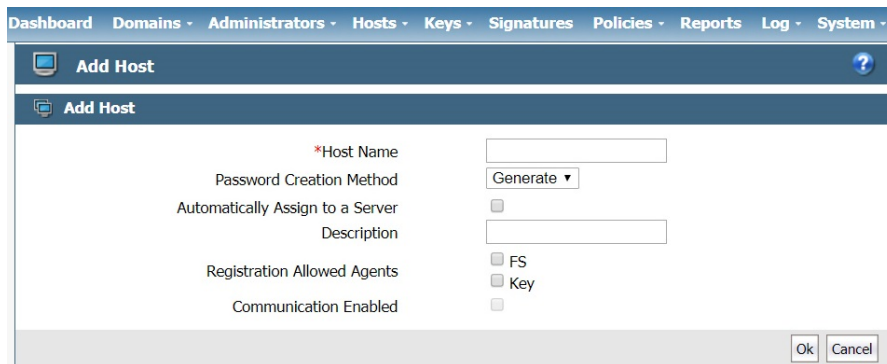 Dashboard Domains Administrators Hosts Keys Signatures Policies Reports Log System
Add Host
?
Add Host
*Host Name
Password Creation Method Generate
Automatically Assign to a Server
Description
Registration Allowed Agents FS
Key
Communication Enabled
Ok Cancel